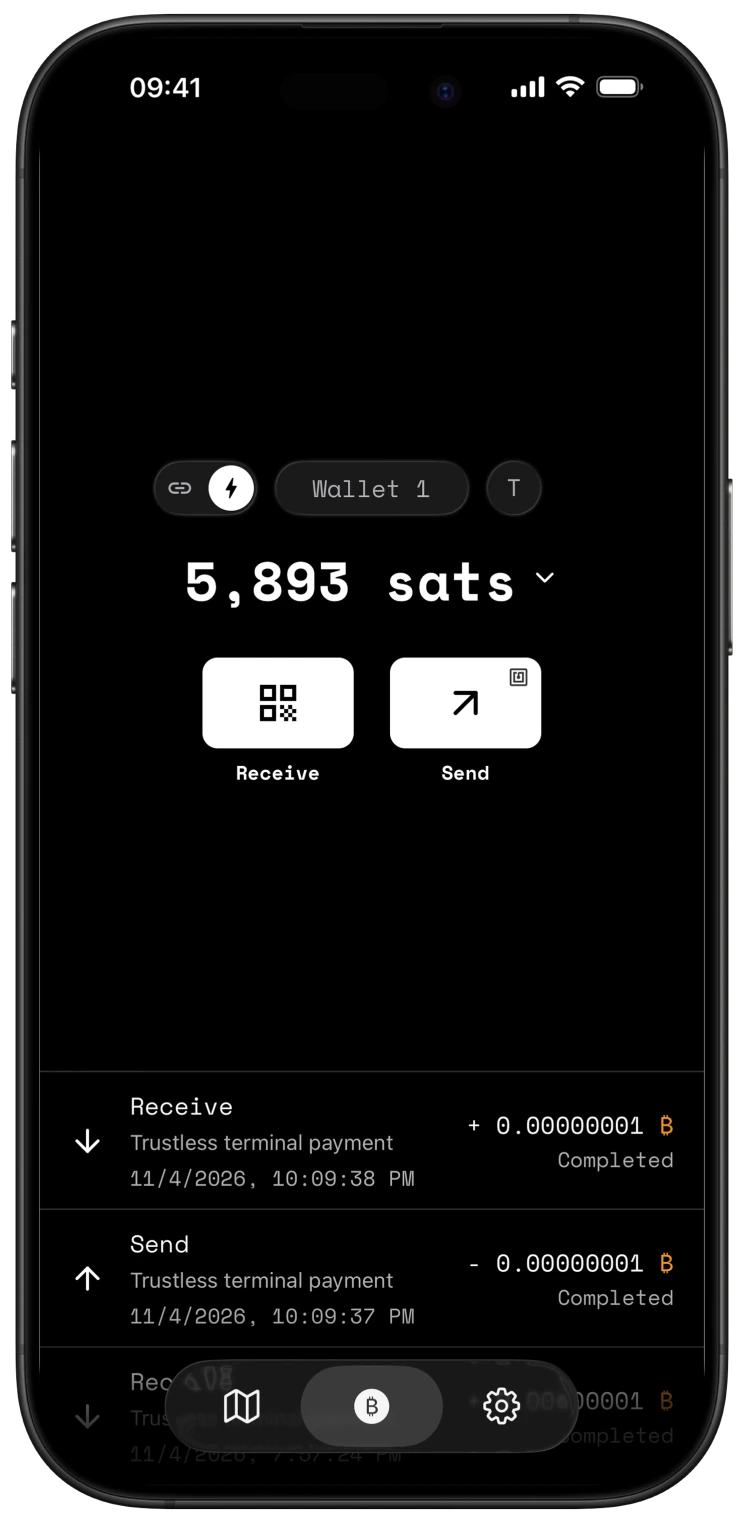 09:41
Wallet 1
T
5,893 sats
Receive
Send
Receive
Trustless terminal payment
11/4/2026, 10:09:38 PM
+ 0.00000001 ₿
Completed
Send
Trustless terminal payment
11/4/2026, 10:09:37 PM
- 0.00000001 ₿
Completed
₿